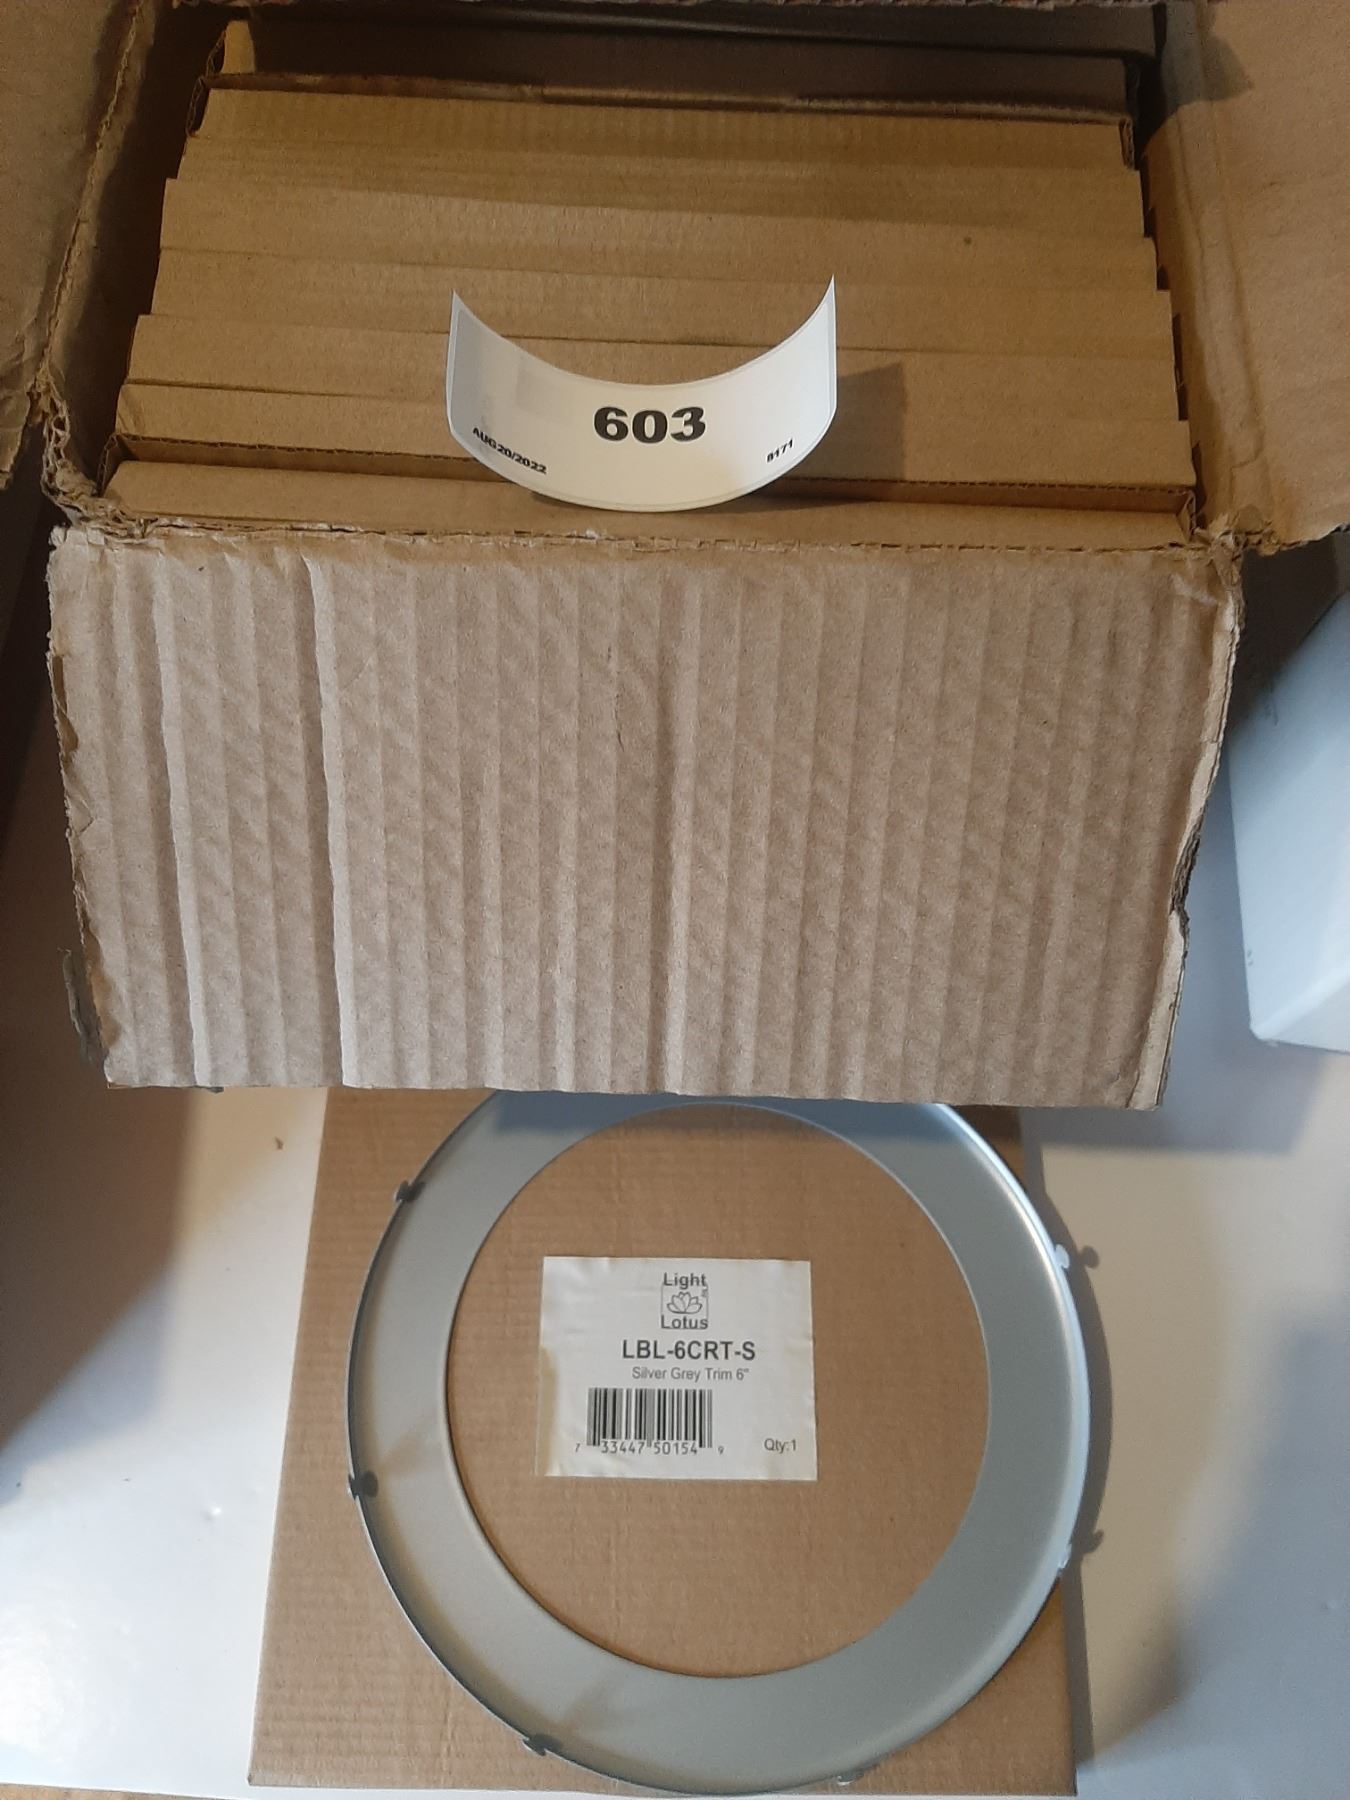 603
AUG20/2022
8171
Light
Lotus
LBL-6CRT-S
Silver Grey Trim 6"
7 33447 50154 9
Qty:1